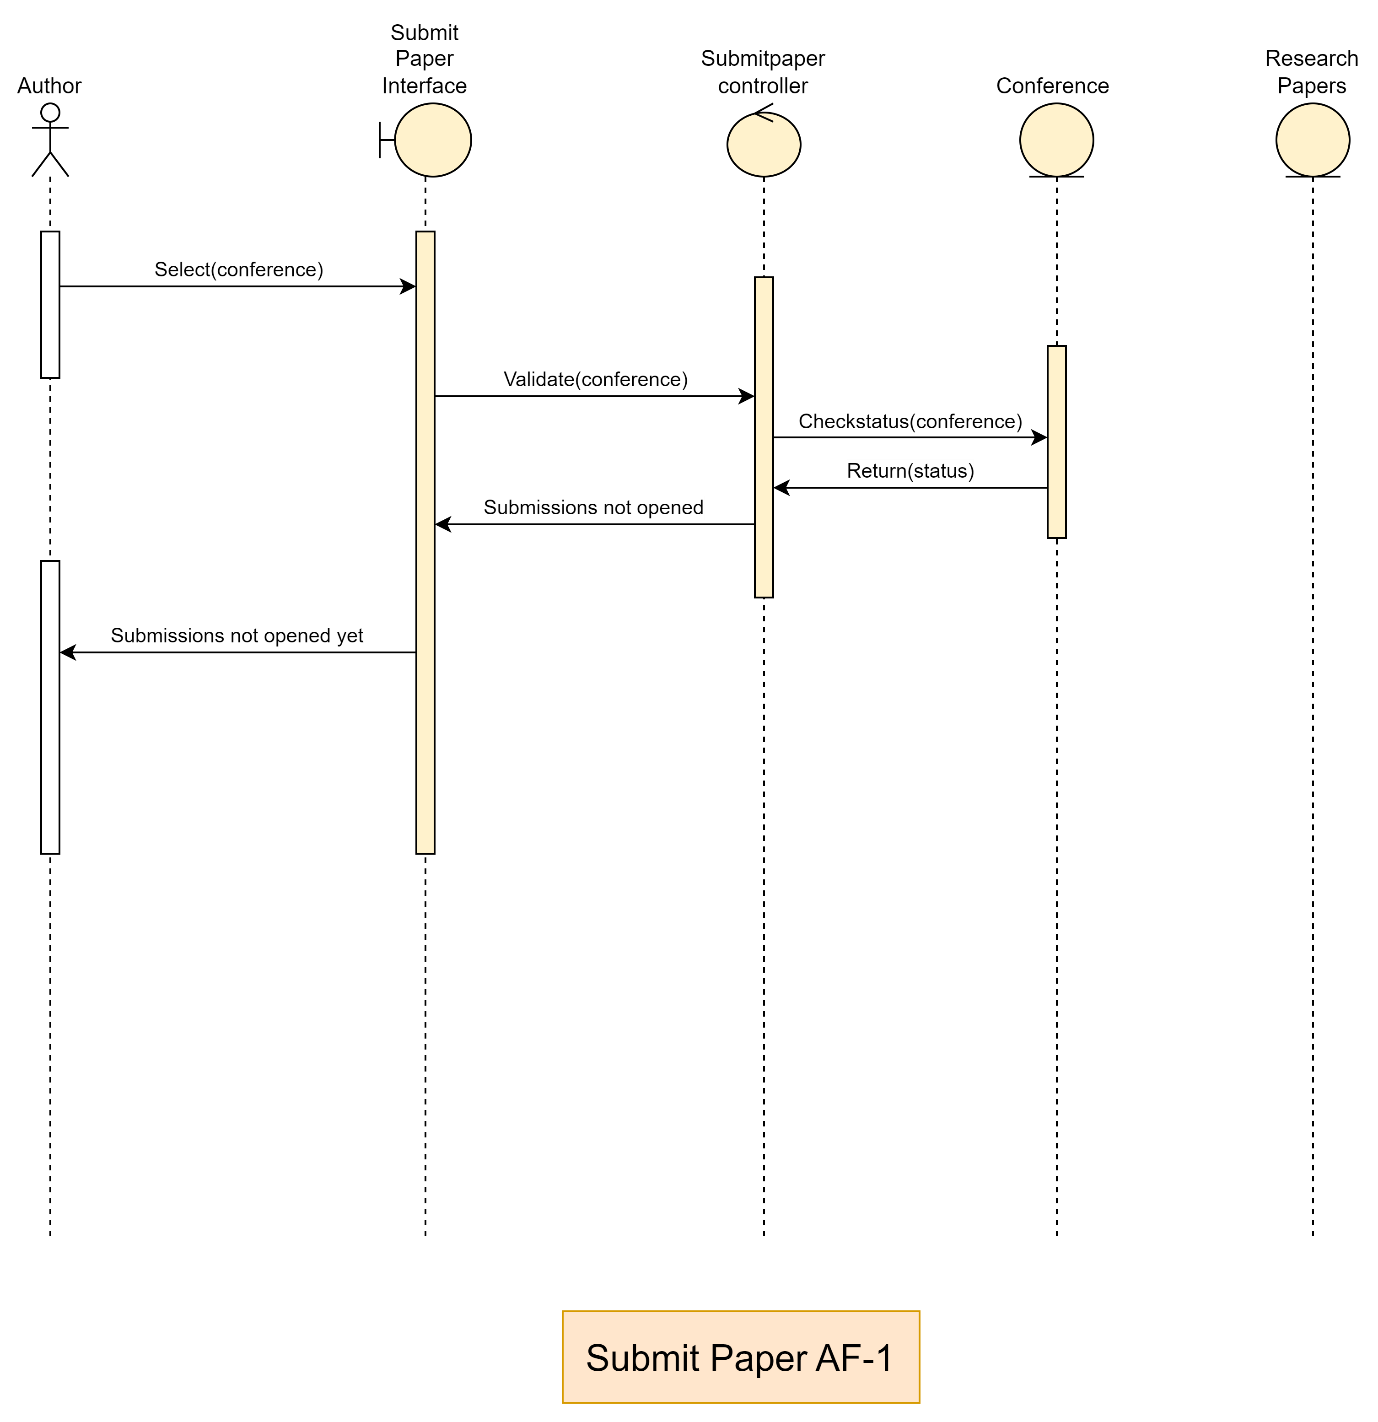 Author
Submit
Paper
Interface
Submitpaper
controller
Conference
Research
Papers
Select(conference)
Validate(conference)
Checkstatus(conference)
Return(status)
Submissions not opened
Submissions not opened yet
Submit Paper AF-1